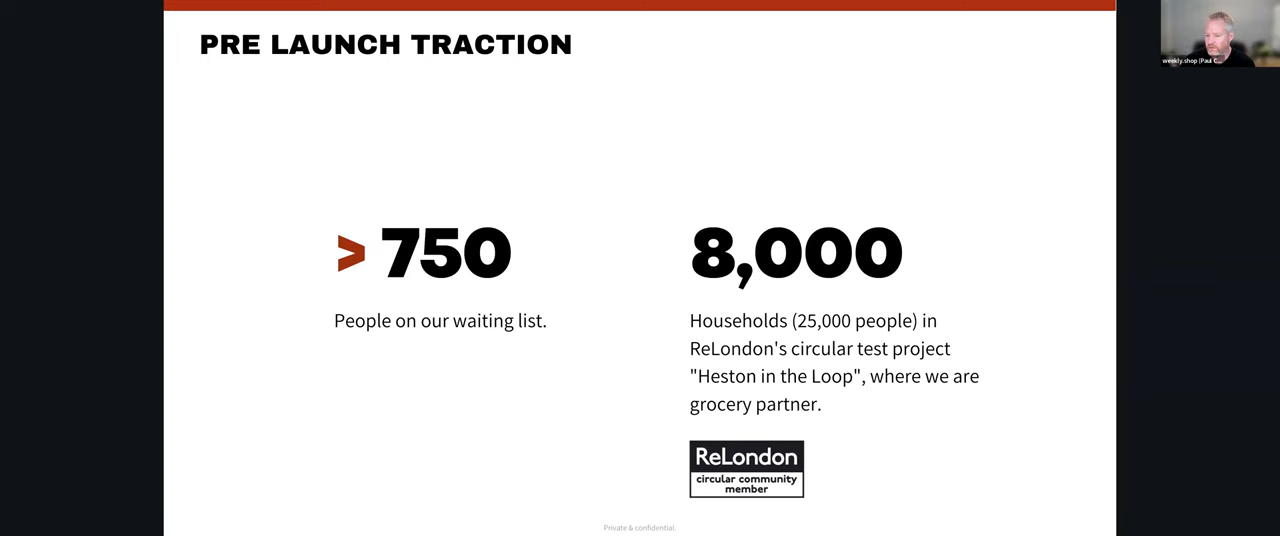 PRE LAUNCH TRACTION
weekly.shop (Paul C...
> 750
People on our waiting list.
8,000
Households (25,000 people) in
ReLondon's circular test project
"Heston in the Loop", where we are
grocery partner.
ReLondon
circular community
member
Private & confidential.